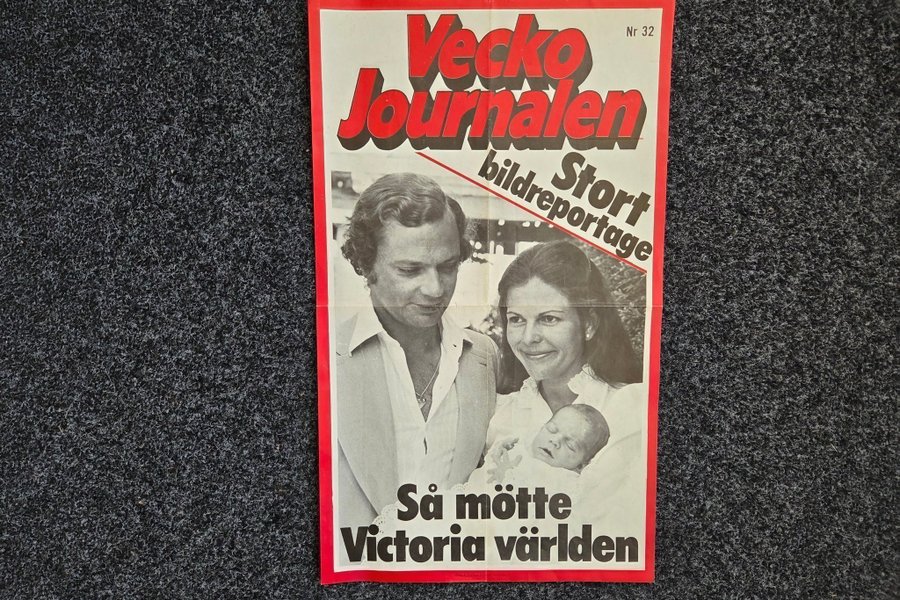 Nr 32
Vecko
Journalen
Stort
bildreportage
Så mötte
Victoria världen